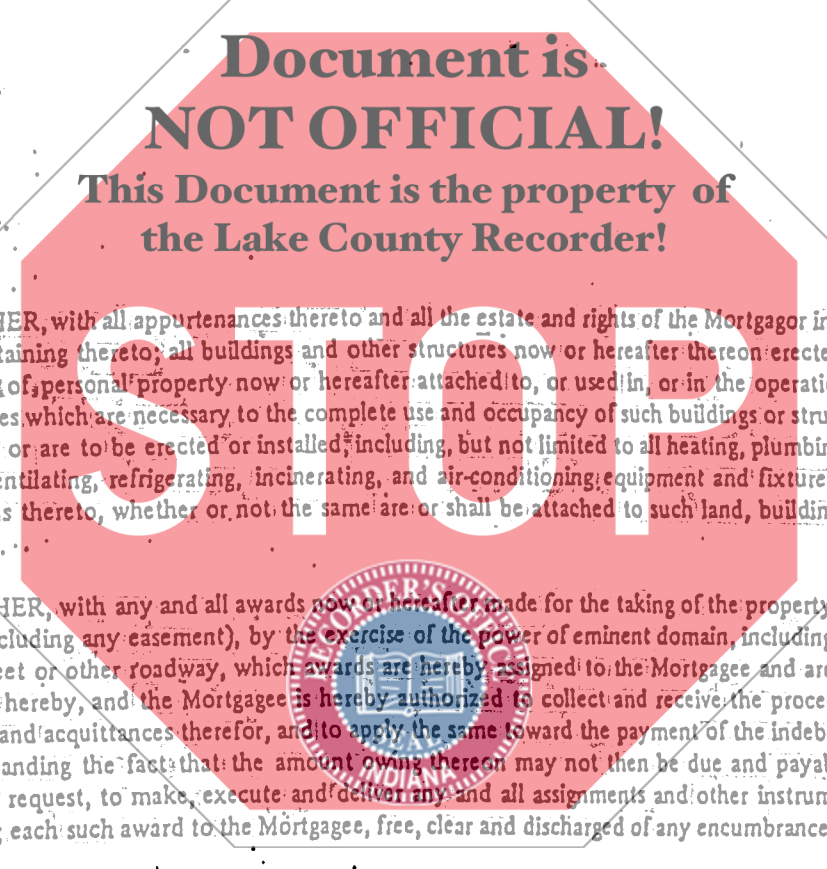 Document is
NOT OFFICIAL!
This Document is the property of
the Lake County Recorder!
STOP
HER, with all appurtenances thereto and all the estate and rights of the Mortgagor in
taining thereto; all buildings and other structures now or hereafter thereon erecte
of personal property now or hereafter attached to, or used in, or in the operati
es which are necessary to the complete use and occupancy of such buildings or stru
or are to be erected or installed, including, but not limited to all heating, plumbin
entilating, refrigerating, incinerating, and air-conditioning equipment and fixture
s thereto, whether or not the same are or shall be attached to such land, buildin
HER, with any and all awards now or hereafter made for the taking of the property
cluding any easement), by the exercise of the power of eminent domain, including
eet or other roadway, which awards are hereby assigned to the Mortgagee and are
hereby, and the Mortgagee is hereby authorized to collect and receive the proce
and acquittances therefor, and to apply the same toward the payment of the indeb
anding the fact that the amount owing thereon may not then be due and payab
request, to make, execute and deliver any and all assignments and other instrum
each such award to the Mortgagee, free, clear and discharged of any encumbrance
RECORDER'S OFFICE
SEAL
INDIANA